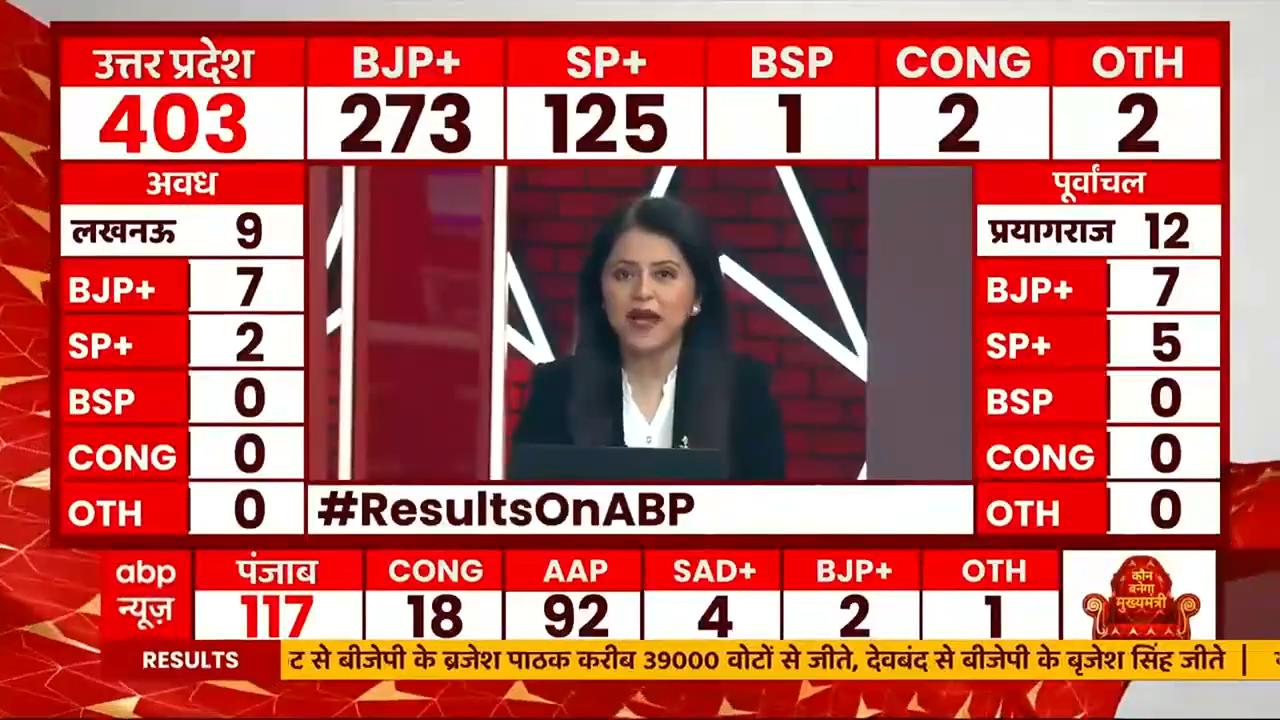 उत्तर प्रदेश BJP+ SP+ BSP CONG OTH
403 273 125 1 2 2
अवध
लखनऊ 9
BJP+ 7
SP+ 2
BSP 0
CONG 0
OTH 0
#ResultsOnABP
पूर्वांचल
प्रयागराज 12
BJP+ 7
SP+ 5
BSP 0
CONG 0
OTH 0
abp न्यूज़
पंजाब CONG AAP SAD+ BJP+ OTH
117 18 92 4 2 1
कौन
बनेगा
मुख्यमंत्री
RESULTS
से बीजेपी के ब्रजेश पाठक करीब 39000 वोटों से जीते, देवबंद से बीजेपी के बृजेश सिंह जीते |